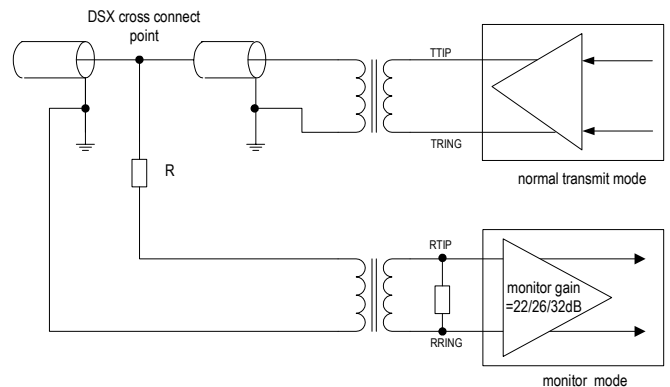 DSX cross connect
point
TTIP
TRING
normal transmit mode
R
RTIP
monitor gain
=22/26/32dB
RRING
monitor mode